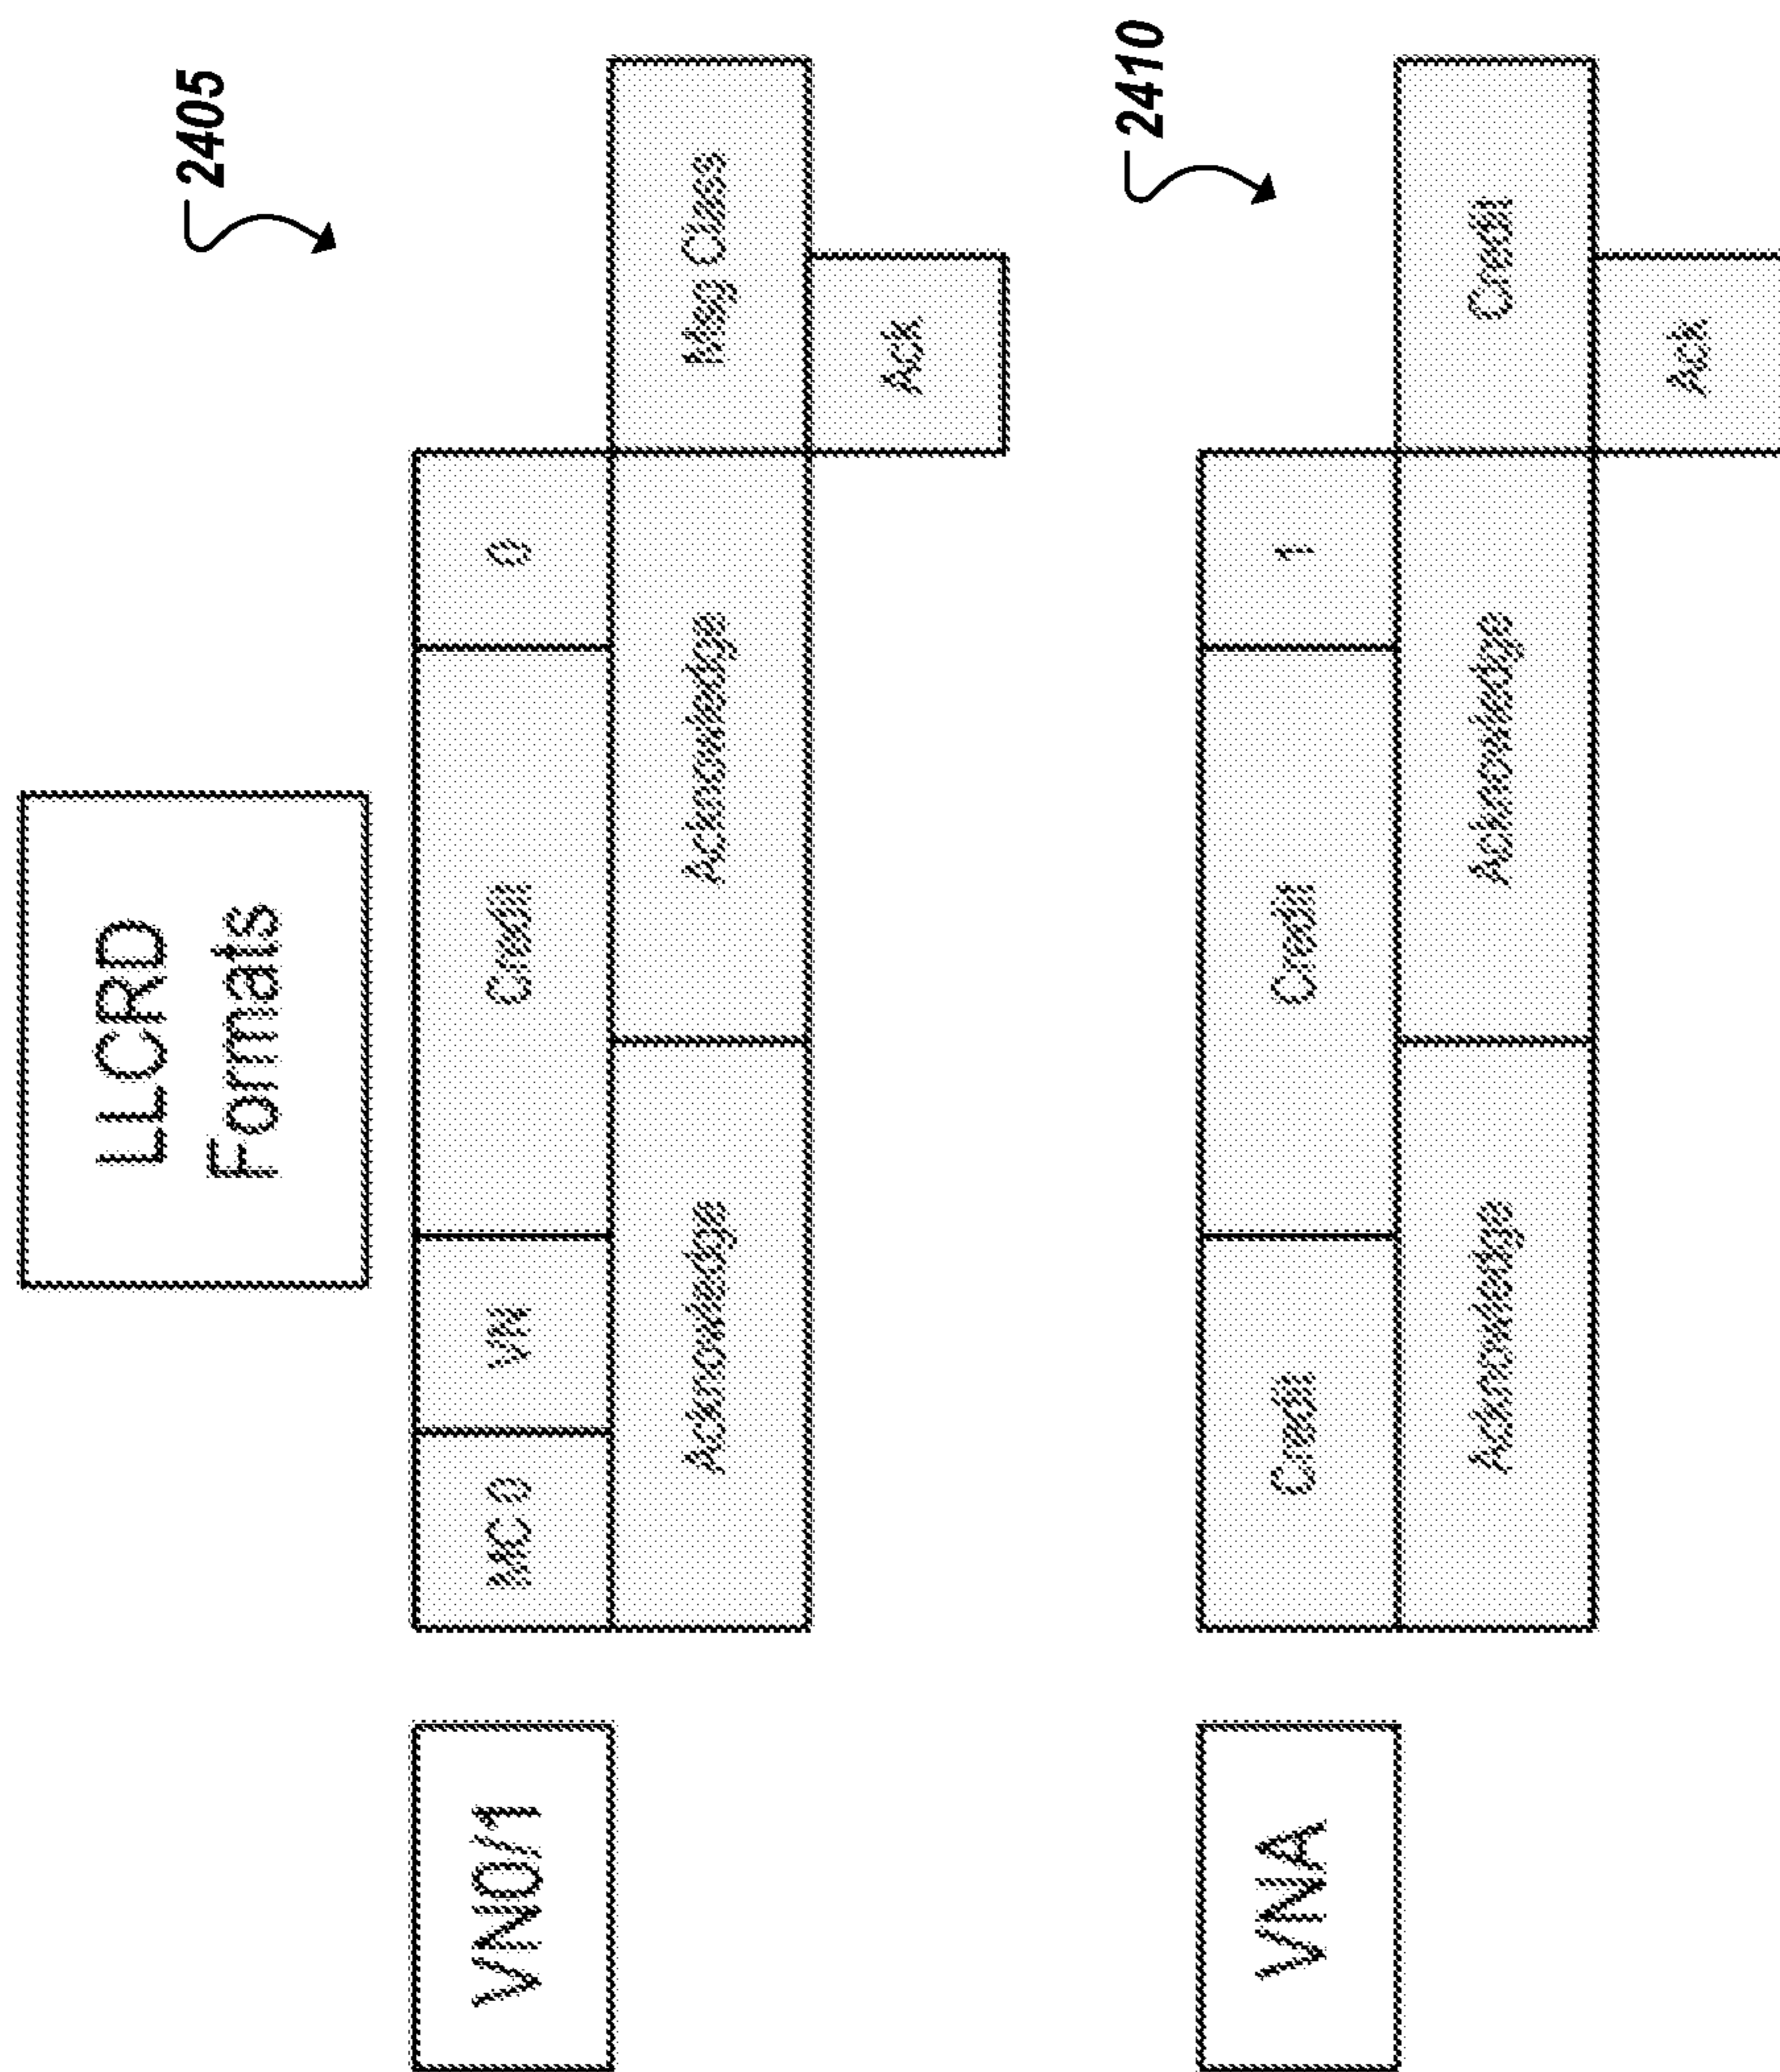 LLCRD
Formats
2405
VN0/1
MC 0 VN Credit 0
Acknowledge Acknowledge Msg Class
Ack
2410
VNA
Credit Credit 1
Acknowledge Acknowledge Credit
Ack